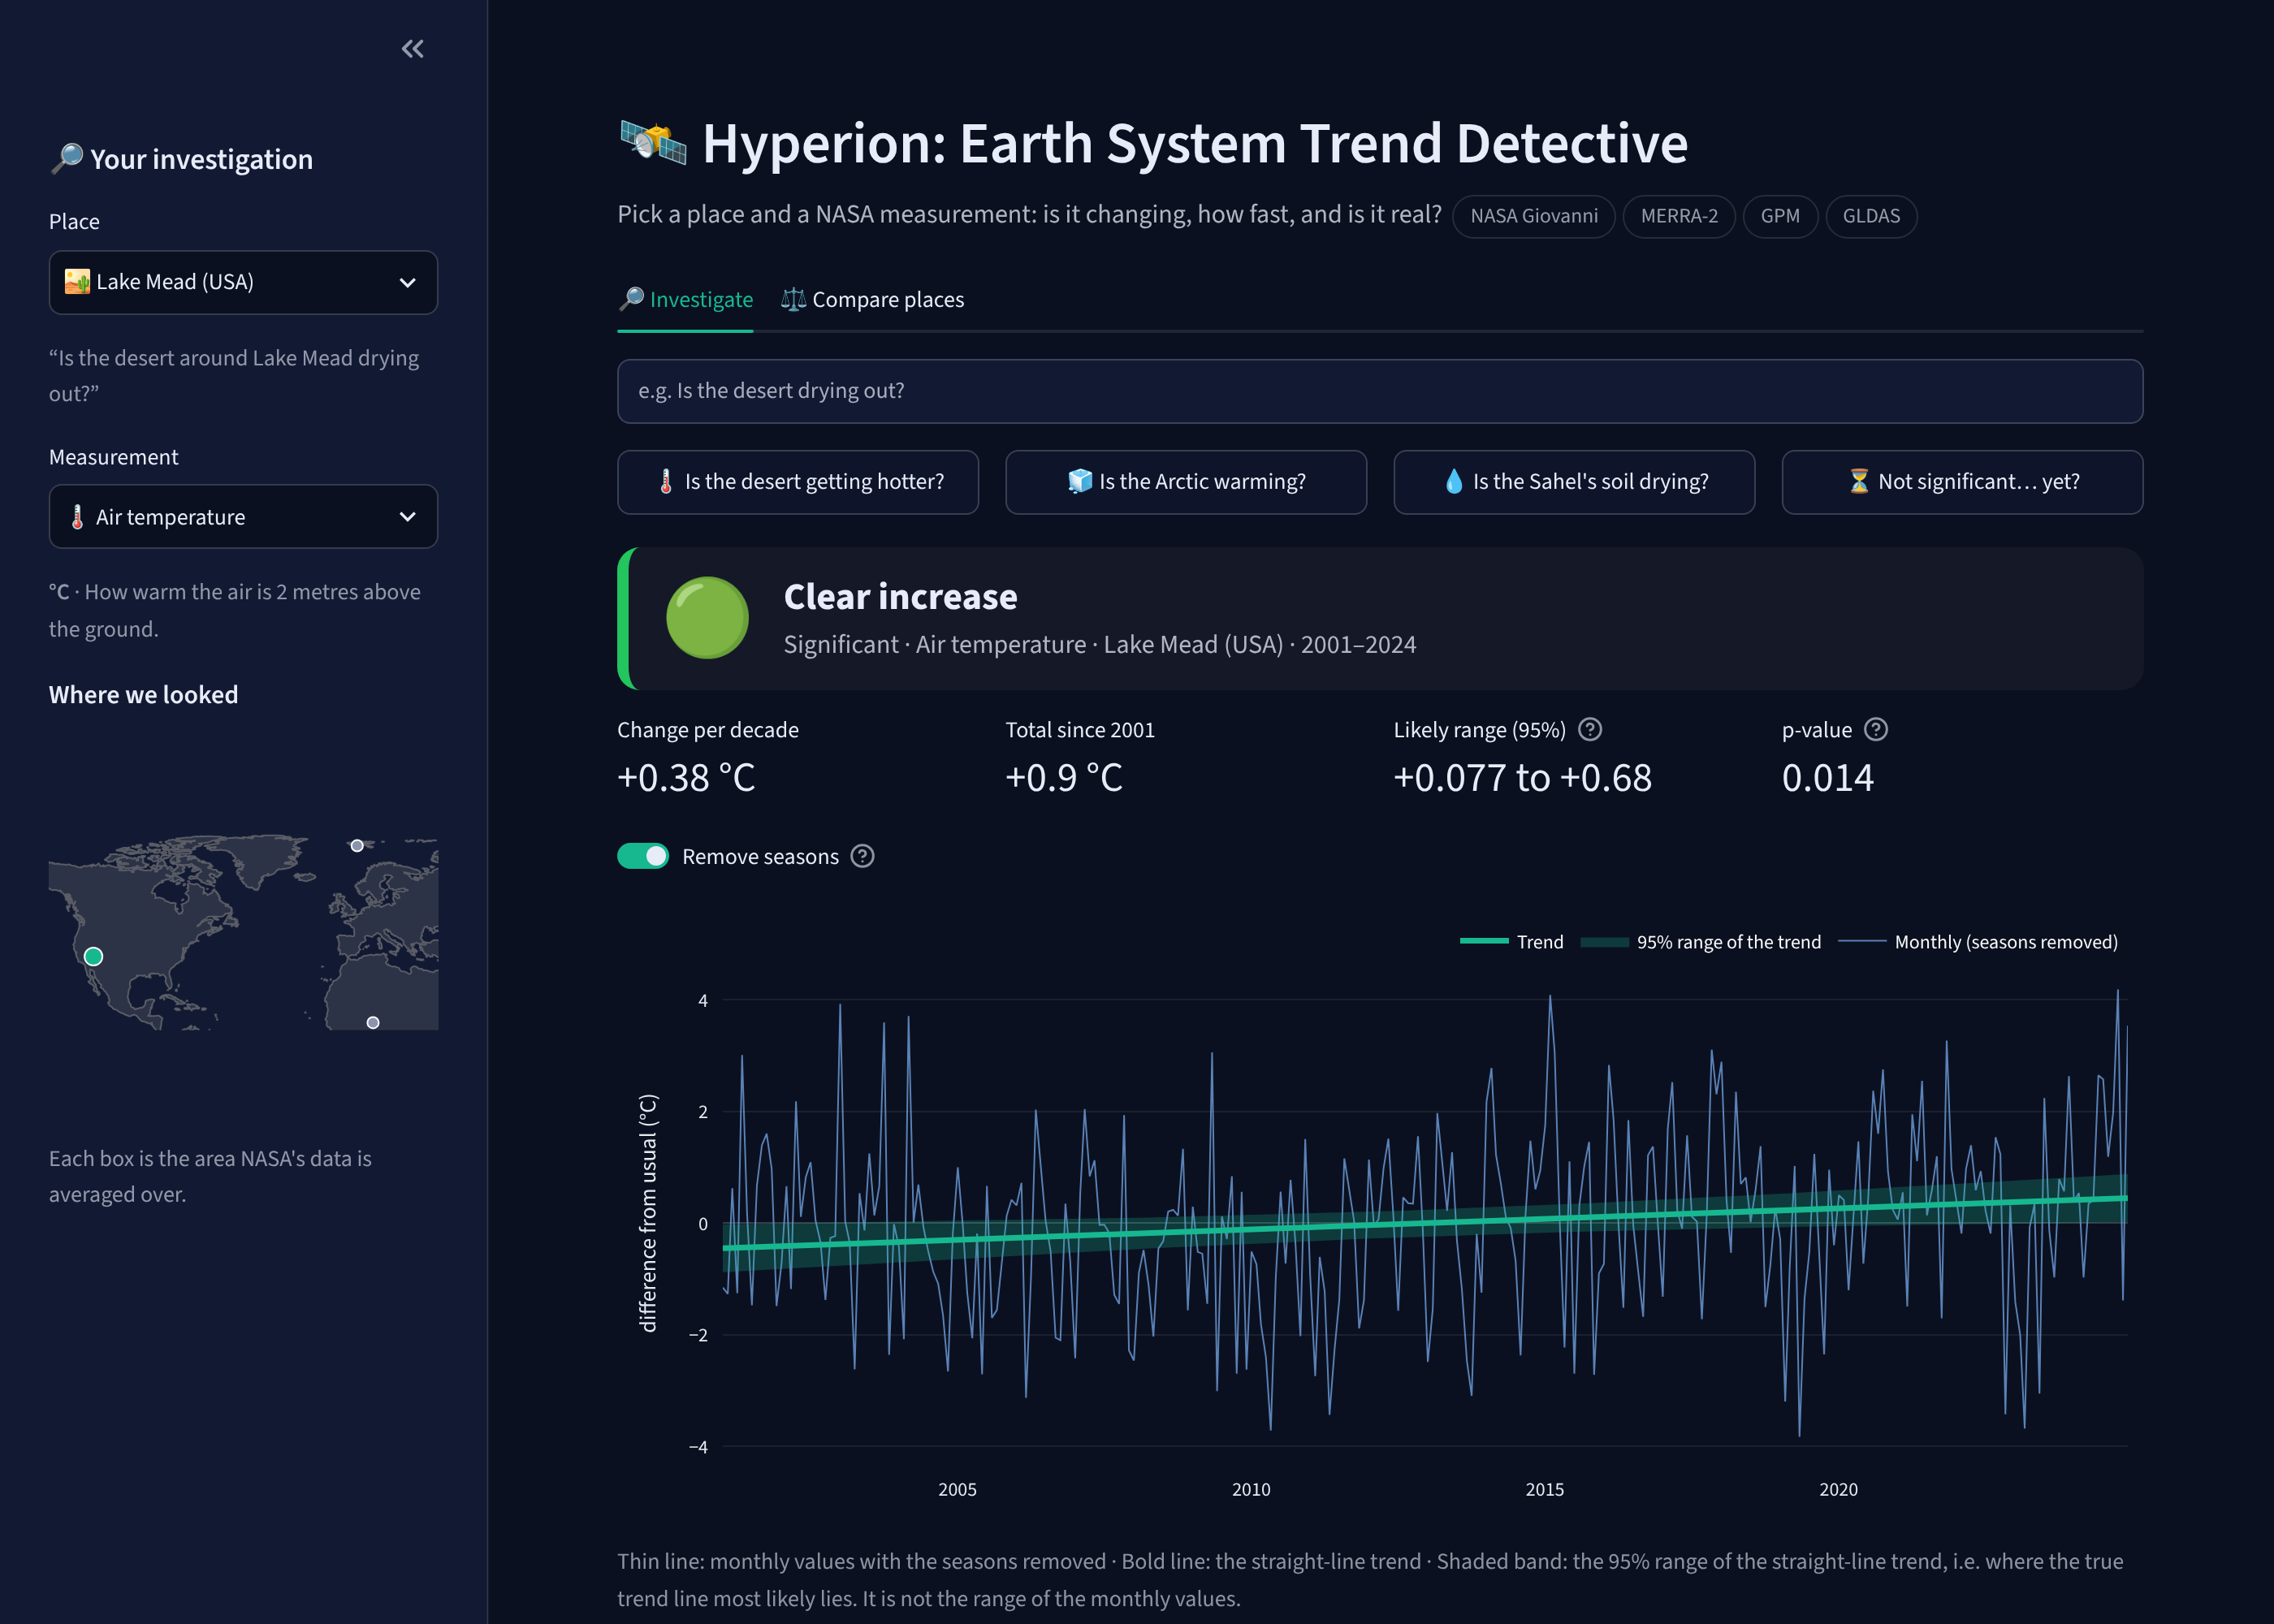 Your investigation
Place
Lake Mead (USA)
“Is the desert around Lake Mead drying
out?”
Measurement
Air temperature
°C · How warm the air is 2 metres above
the ground.
Where we looked
Each box is the area NASA's data is
averaged over.
Hyperion: Earth System Trend Detective
Pick a place and a NASA measurement: is it changing, how fast, and is it real? NASA Giovanni MERRA-2 GPM GLDAS
Investigate Compare places
e.g. Is the desert drying out?
Is the desert getting hotter? Is the Arctic warming? Is the Sahel's soil drying? Not significant… yet?
Clear increase
Significant · Air temperature · Lake Mead (USA) · 2001–2024
Change per decade Total since 2001 Likely range (95%) ? p-value ?
+0.38 °C +0.9 °C +0.077 to +0.68 0.014
Remove seasons ?
Trend 95% range of the trend Monthly (seasons removed)
difference from usual (°C)
4
2
0
−2
−4
2005 2010 2015 2020
Thin line: monthly values with the seasons removed · Bold line: the straight-line trend · Shaded band: the 95% range of the straight-line trend, i.e. where the true
trend line most likely lies. It is not the range of the monthly values.